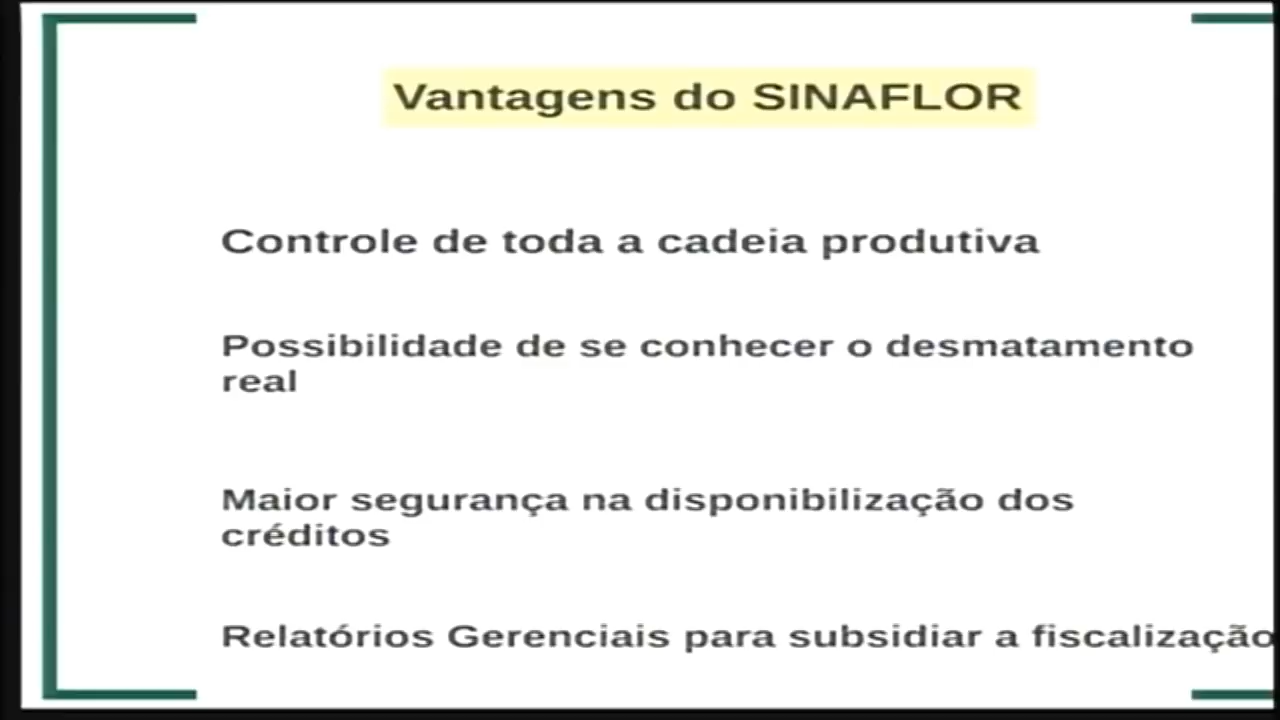 Vantagens do SINAFLOR
Controle de toda a cadeia produtiva
Possibilidade de se conhecer o desmatamento
real
Maior segurança na disponibilização dos
créditos
Relatórios Gerenciais para subsidiar a fiscalização